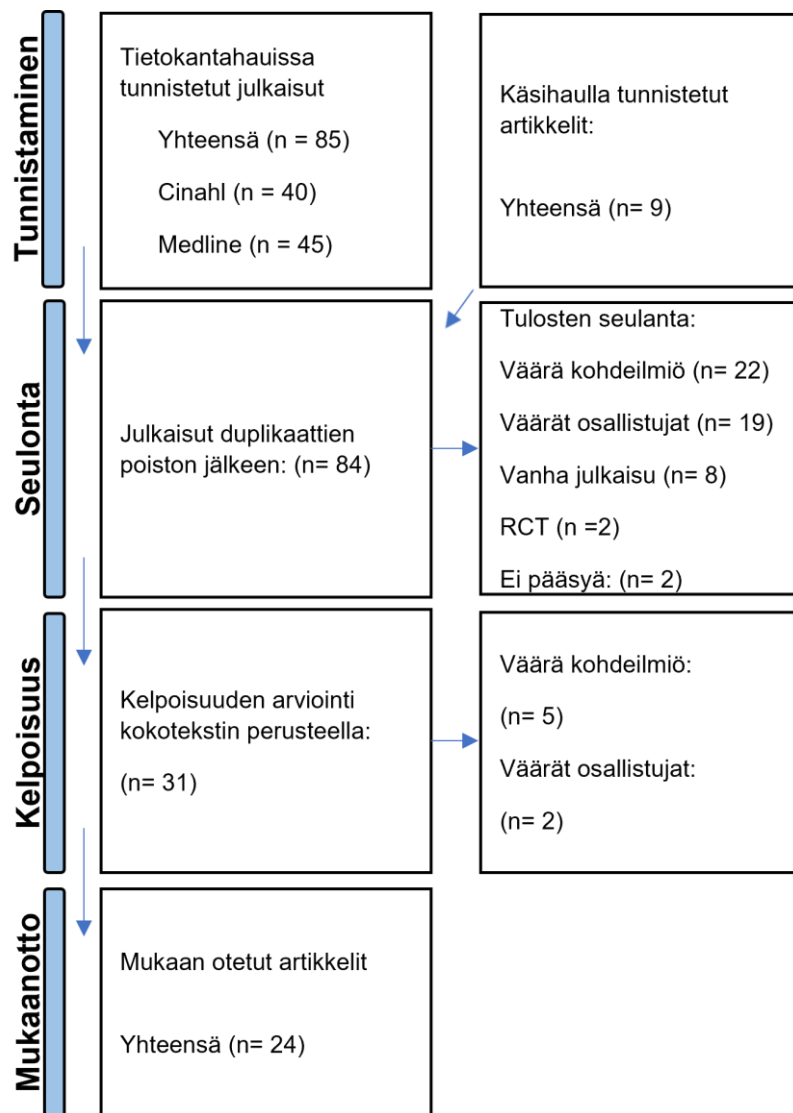 Tunnistaminen
Tietokantahauissa
tunnistetut julkaisut
Yhteensä (n = 85)
Cinahl (n = 40)
Medline (n = 45)
Käsihaulla tunnistetut
artikkelit:
Yhteensä (n= 9)
Seulonta
Julkaisut duplikaattien
poiston jälkeen: (n= 84)
Tulosten seulanta:
Väärä kohdeilmiö (n= 22)
Väärät osallistujat (n= 19)
Vanha julkaisu (n= 8)
RCT (n =2)
Ei pääsyä: (n= 2)
Kelpoisuus
Kelpoisuuden arviointi
kokotekstin perusteella:
(n= 31)
Väärä kohdeilmiö:
(n= 5)
Väärät osallistujat:
(n= 2)
Mukaanotto
Mukaan otetut artikkelit
Yhteensä (n= 24)